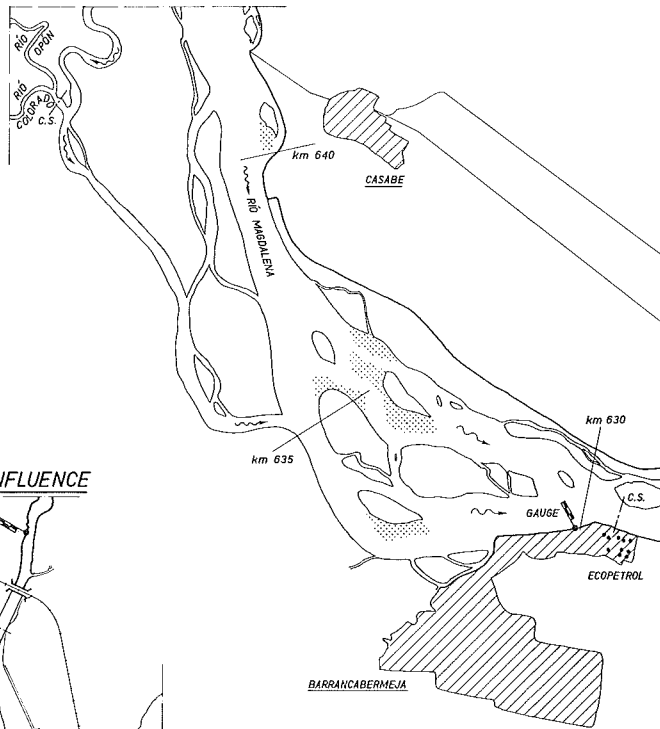 RÍO
OPÓN
RÍO
COLORADO
C.S.
km 640
CASABE
RÍO MAGDALENA
km 630
km 635
NFLUENCE
GAUGE
C.S.
ECOPETROL
BARRANCABERMEJA